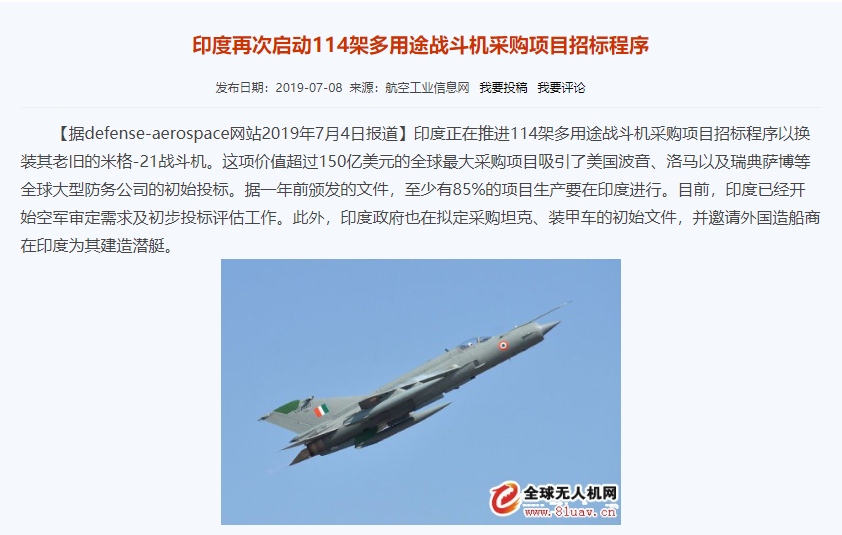 印度再次启动114架多用途战斗机采购项目招标程序
发布日期：2019-07-08 来源：航空工业信息网 我要投稿 我要评论
【据defense-aerospace网站2019年7月4日报道】印度正在推进114架多用途战斗机采购项目招标程序以换
装其老旧的米格-21战斗机。这项价值超过150亿美元的全球最大采购项目吸引了美国波音、洛马以及瑞典萨博等
全球大型防务公司的初始投标。据一年前颁发的文件，至少有85%的项目生产要在印度进行。目前，印度已经开
始空军审定需求及初步投标评估工作。此外，印度政府也在拟定采购坦克、装甲车的初始文件，并邀请外国造船商
在印度为其建造潜艇。
全球无人机网
www.81uav.cn